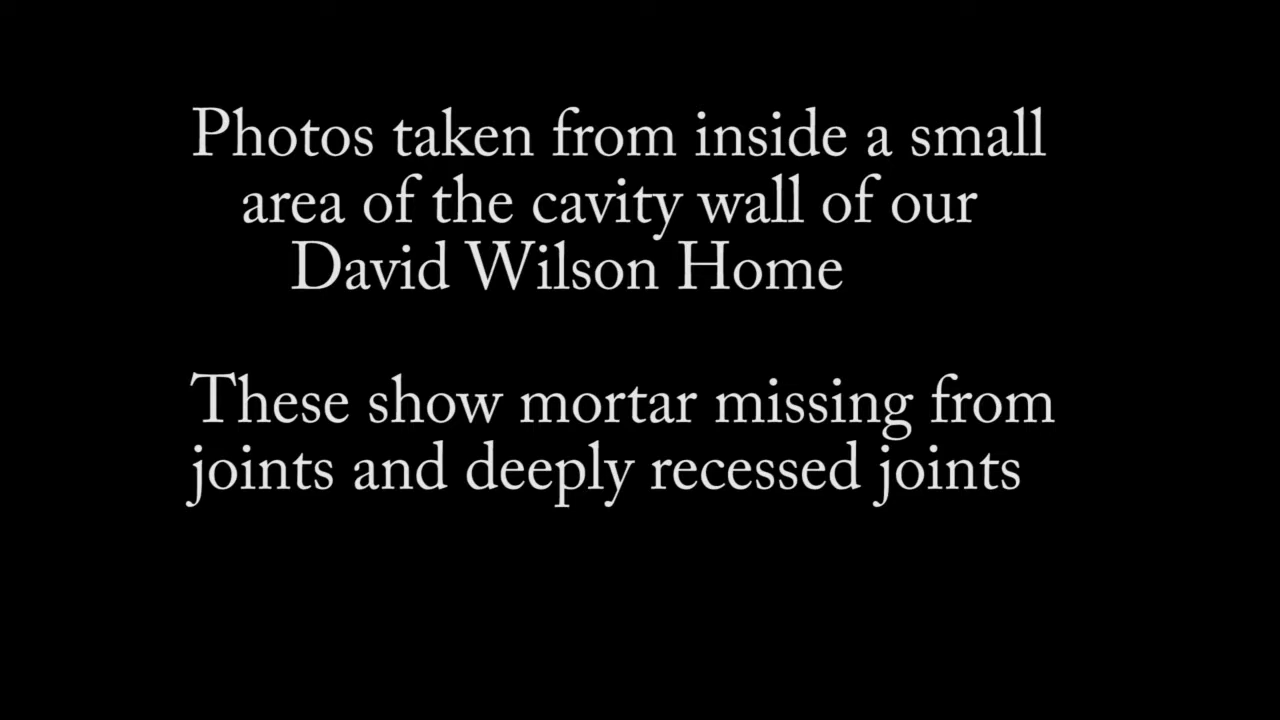 Photos taken from inside a small
area of the cavity wall of our
David Wilson Home
These show mortar missing from
joints and deeply recessed joints